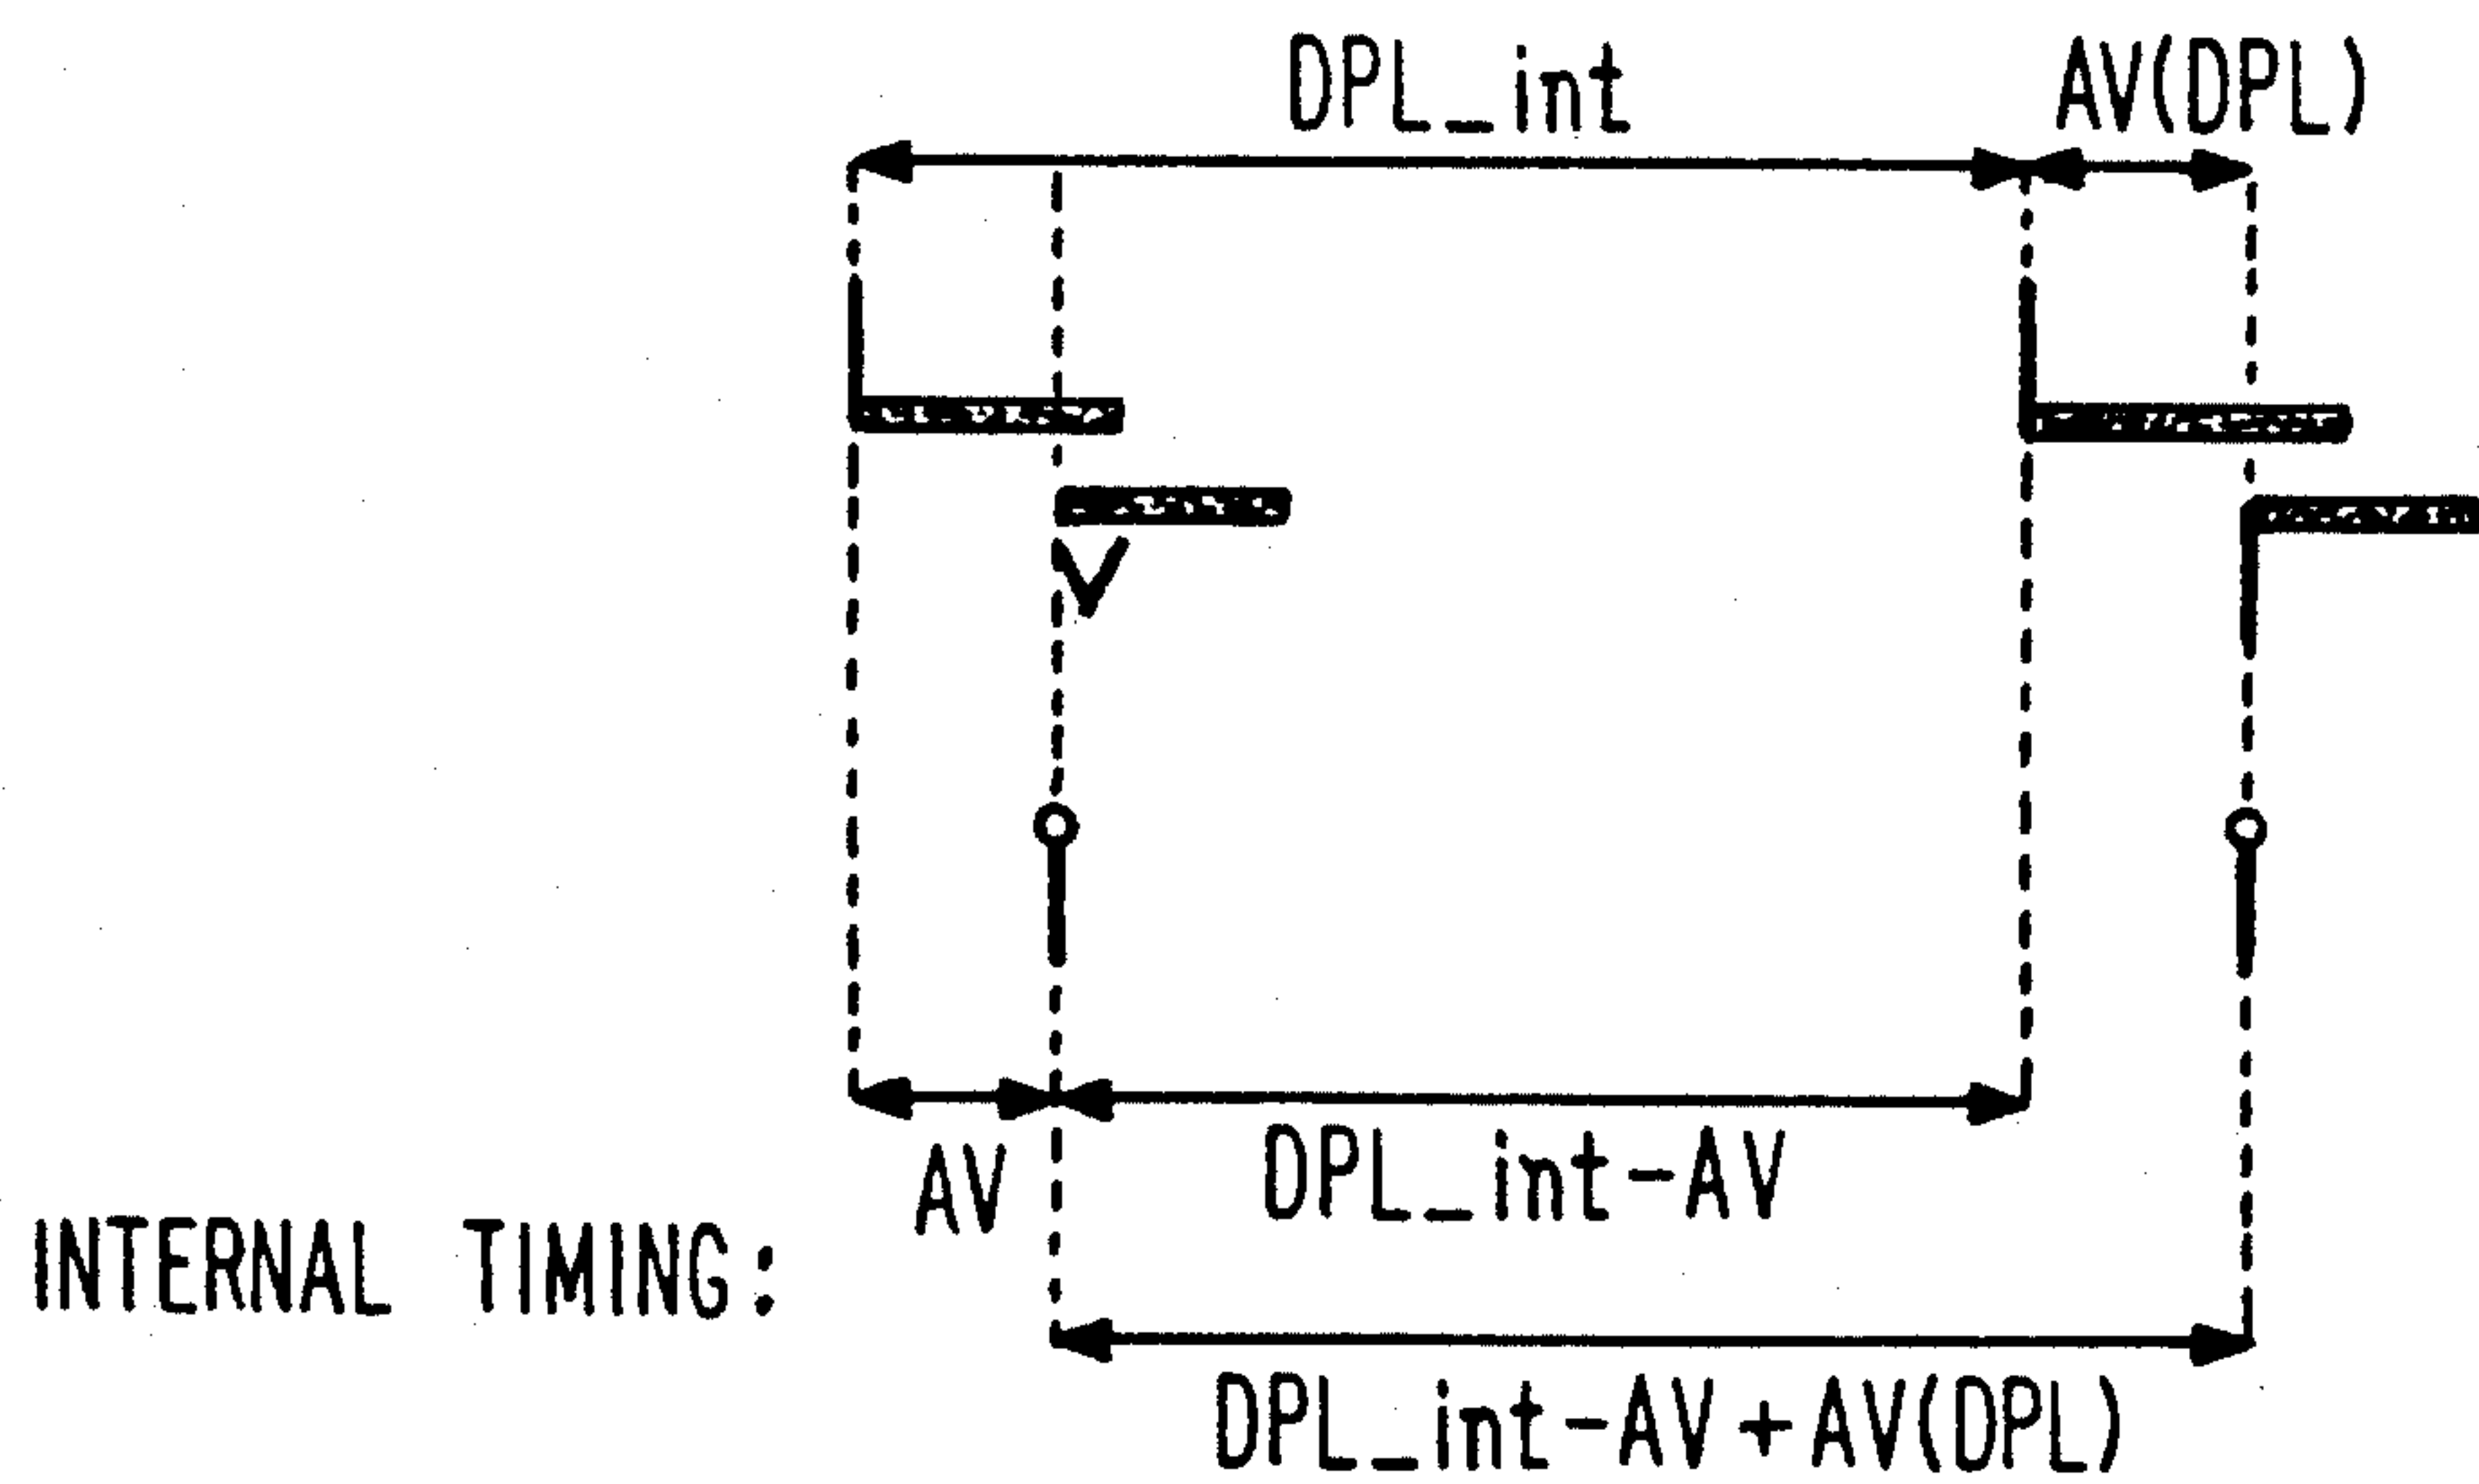 DPL_int AV(DPL)
AV DPL_int-AV
INTERNAL TIMING:
DPL_int-AV+AV(DPL)